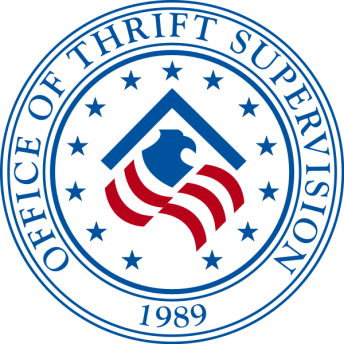 OFFICE OF THRIFT SUPERVISION
1989